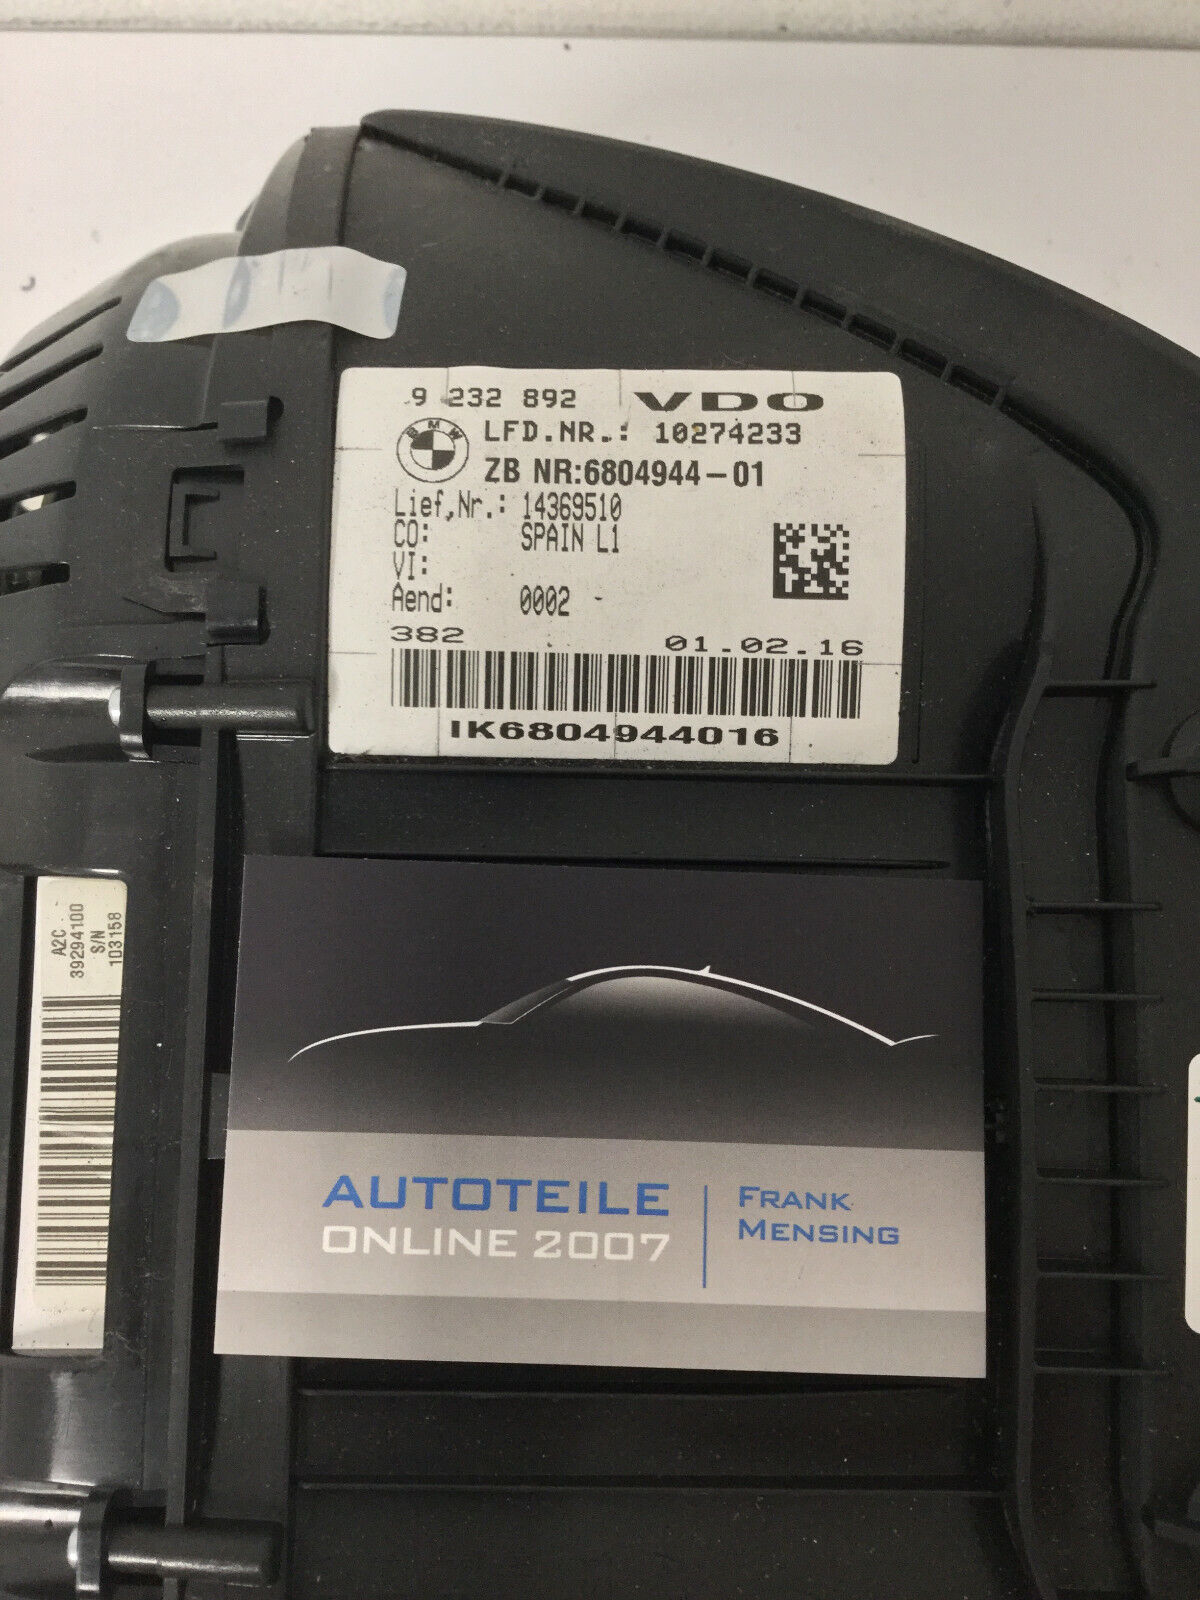 9 232 892 VDO
BMW
LFD.NR.: 10274233
ZB NR:6804944-01
Lief,Nr.: 14369510
CO: SPAIN L1
VI:
Aend: 0002
382 01.02.16
IK6804944016
A2C
39294100
S/N
103158
AUTOTEILE
ONLINE 2007
FRANK
MENSING